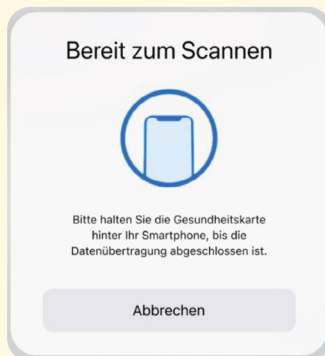 Bereit zum Scannen
Bitte halten Sie die Gesundheitskarte
hinter Ihr Smartphone, bis die
Datenübertragung abgeschlossen ist.
Abbrechen